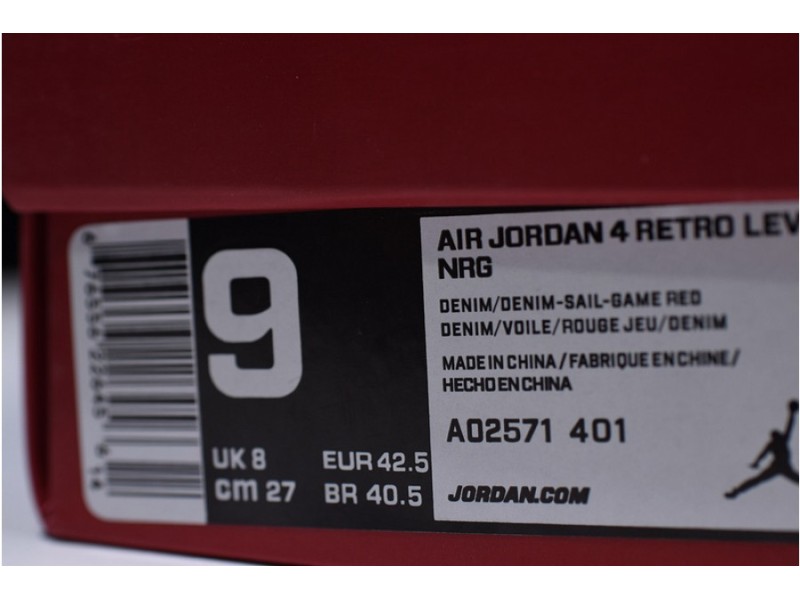 9
UK 8 EUR 42.5
CM 27 BR 40.5
AIR JORDAN 4 RETRO LEV
NRG
DENIM/DENIM-SAIL-GAME RED
DENIM/VOILE/ROUGE JEU/DENIM
MADE IN CHINA/FABRIQUE EN CHINE/
HECHO EN CHINA
AO2571 401
JORDAN.COM